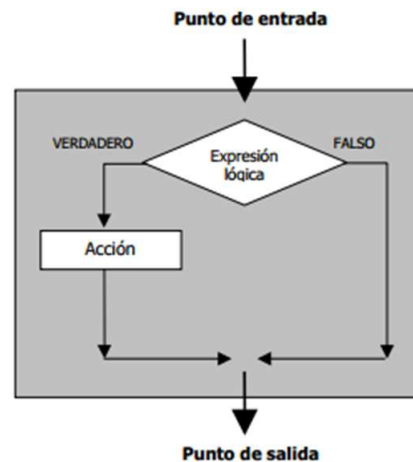 Punto de entrada
VERDADERO
FALSO
Expresión
lógica
Acción
Punto de salida